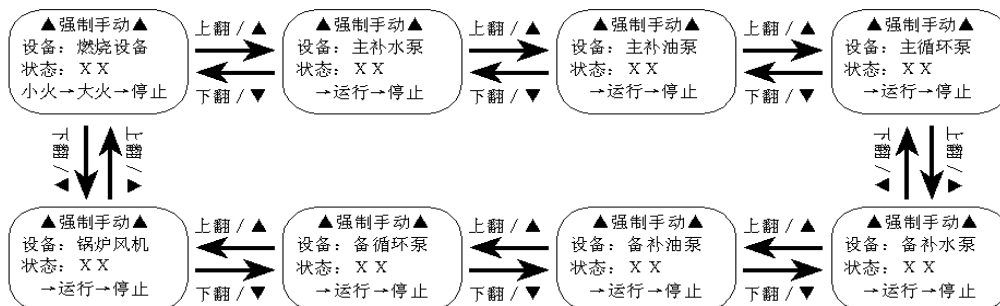 ▲强制手动▲
设备：燃烧设备
状态：ＸＸ
小火→大火→停止
上翻/▲
下翻/▼
▲强制手动▲
设备：主补水泵
状态：ＸＸ
→运行→停止
上翻/▲
下翻/▼
▲强制手动▲
设备：主补油泵
状态：ＸＸ
→运行→停止
上翻/▲
下翻/▼
▲强制手动▲
设备：主循环泵
状态：ＸＸ
→运行→停止
下翻/▼
上翻/▲
下翻/▼
上翻/▲
▲强制手动▲
设备：锅炉风机
状态：ＸＸ
→运行→停止
上翻/▲
下翻/▼
▲强制手动▲
设备：备循环泵
状态：ＸＸ
→运行→停止
上翻/▲
下翻/▼
▲强制手动▲
设备：备补油泵
状态：ＸＸ
→运行→停止
上翻/▲
下翻/▼
▲强制手动▲
设备：备补水泵
状态：ＸＸ
→运行→停止